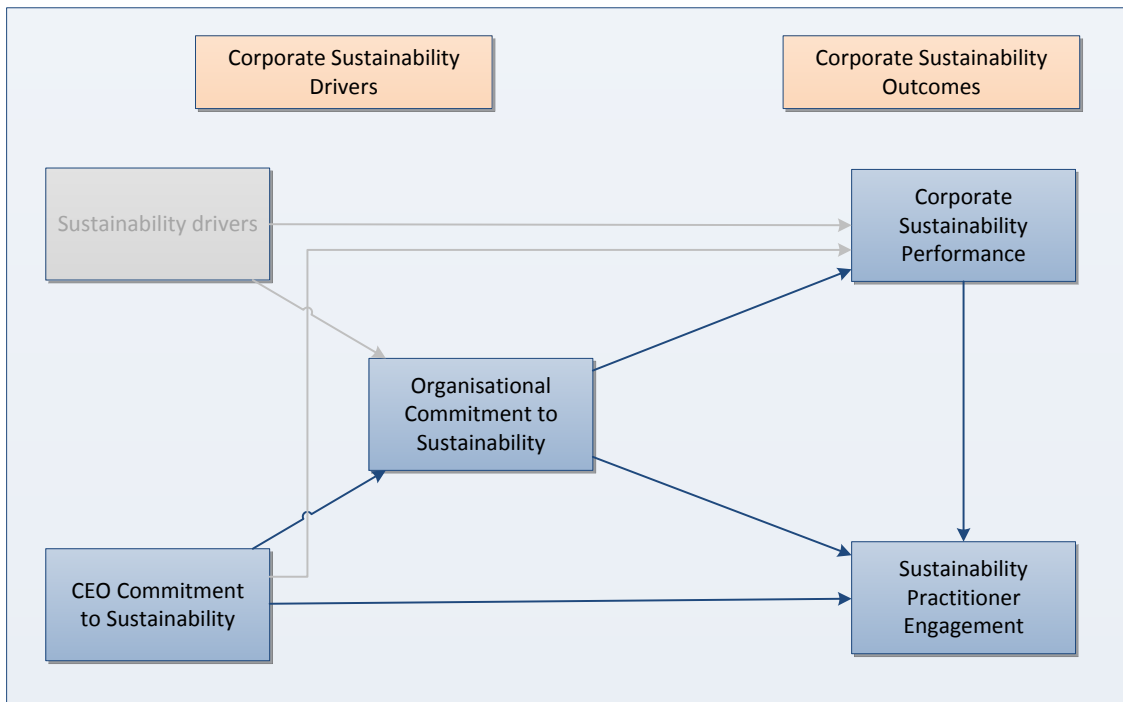 Corporate Sustainability
Drivers
Corporate Sustainability
Outcomes
Sustainability drivers
Corporate
Sustainability
Performance
Organisational
Commitment to
Sustainability
CEO Commitment
to Sustainability
Sustainability
Practitioner
Engagement